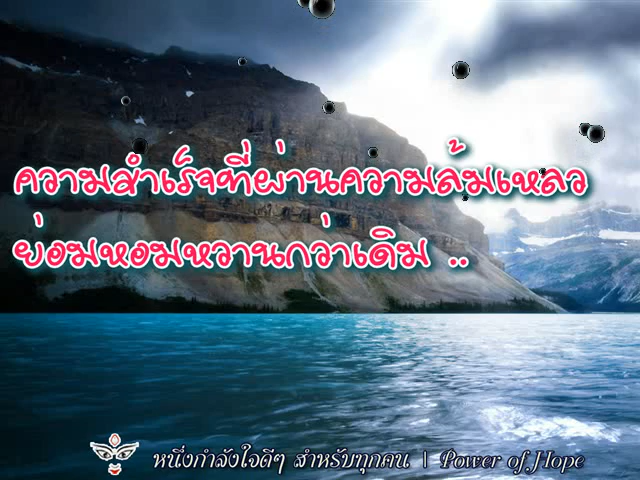 ความสำเร็จที่ผ่านความล้มเหลว
ย่อมหอมหวานกว่าเดิม ..
หนึ่งกำลังใจดีๆ สำหรับทุกคน | Power of Hope